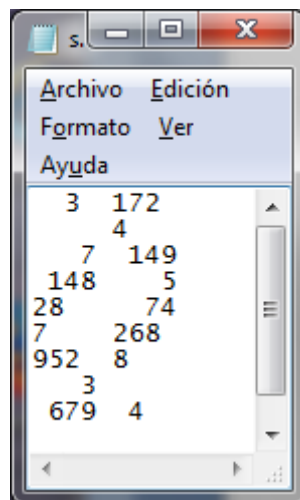 s.
Archivo Edición
Formato Ver
Ayuda
  3  172
     4
   7  149
 148    5
28     74
7    268
952  8
   3
 679  4